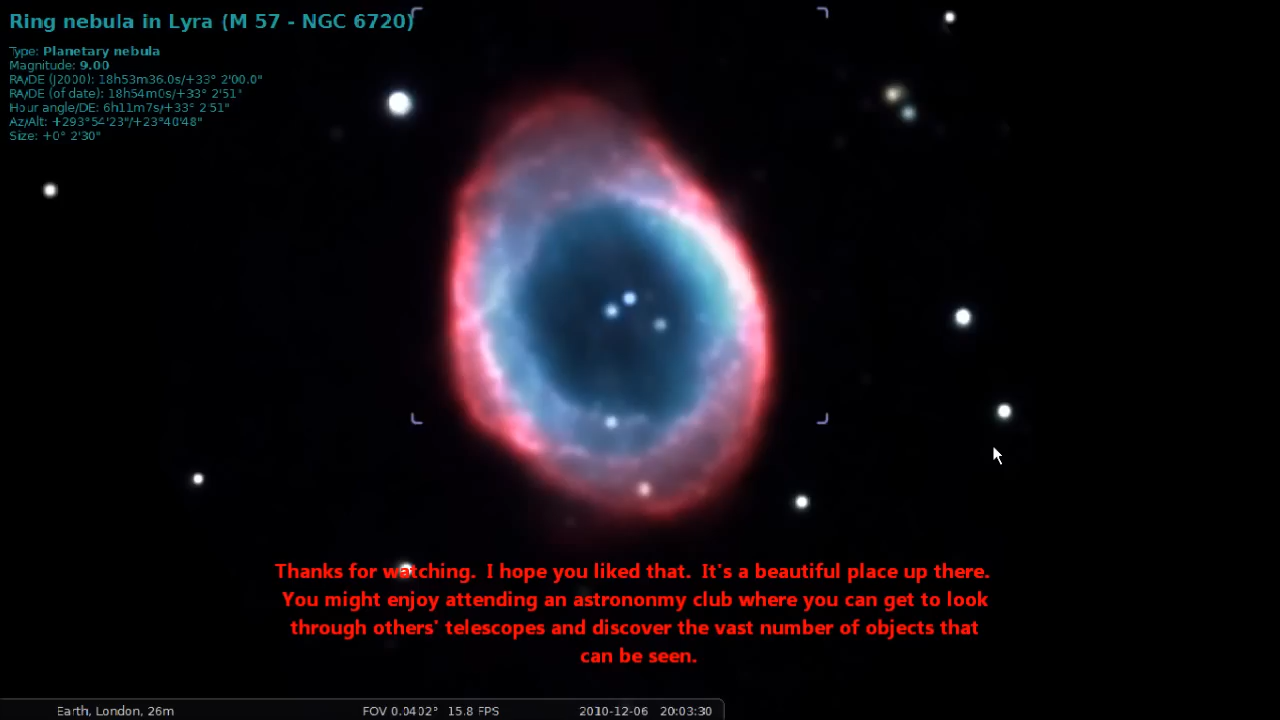 Ring nebula in Lyra (M 57 - NGC 6720)
Type: Planetary nebula
Magnitude: 9.00
RA/DE (J2000): 18h53m36.0s/+33° 2'00.0"
RA/DE (of date): 18h54m0s/+33° 2'51"
Hour angle/DE: 6h11m7s/+33° 2'51"
Az/Alt: +293°54'23"/+23°40'48"
Size: +0° 2'30"
Thanks for watching.  I hope you liked that.  It's a beautiful place up there.
You might enjoy attending an astrononmy club where you can get to look
through others' telescopes and discover the vast number of objects that
can be seen.
Earth, London, 26m FOV 0.0402° 15.8 FPS 2010-12-06 20:03:30